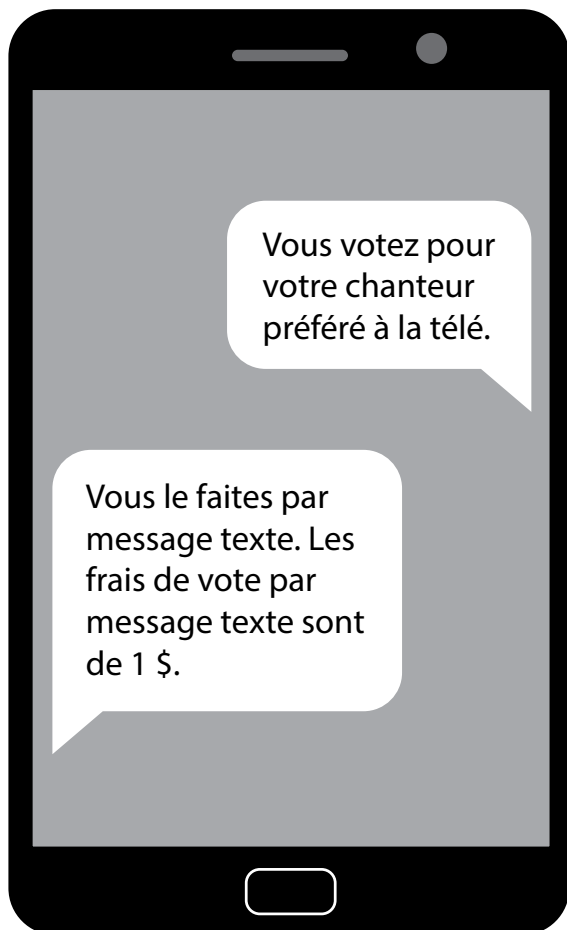 Vous votez pour
votre chanteur
préféré à la télé.
Vous le faites par
message texte. Les
frais de vote par
message texte sont
de 1 $.